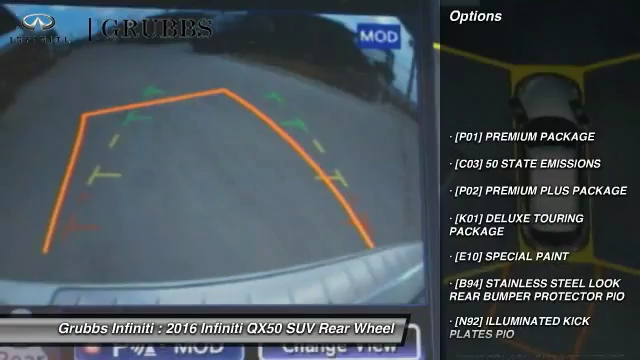 INFINITI | GRUBBS
MOD
Options
· [P01] PREMIUM PACKAGE
· [C03] 50 STATE EMISSIONS
· [P02] PREMIUM PLUS PACKAGE
· [K01] DELUXE TOURING
PACKAGE
· [E10] SPECIAL PAINT
· [B94] STAINLESS STEEL LOOK
REAR BUMPER PROTECTOR PIO
· [N92] ILLUMINATED KICK
PLATES PIO
Grubbs Infiniti : 2016 Infiniti QX50 SUV Rear Wheel
Rear
MOD
Change View